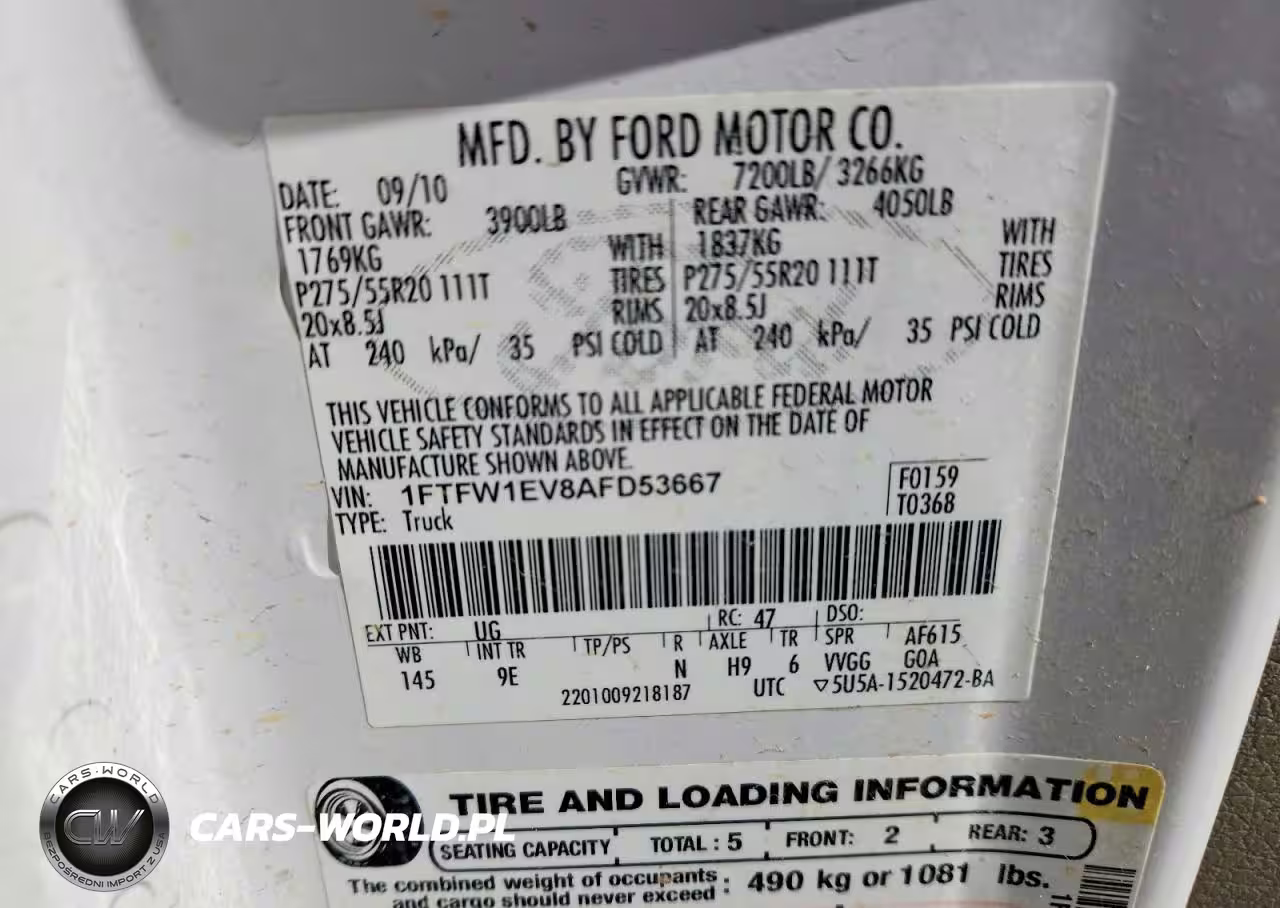 MFD. BY FORD MOTOR CO.
DATE: 09/10 GVWR: 7200LB/ 3266KG
FRONT GAWR: 3900LB REAR GAWR: 4050LB
1769KG WITH 1837KG WITH
P275/55R20 111T TIRES P275/55R20 111T TIRES
20x8.5J RIMS 20x8.5J RIMS
AT 240 kPa/ 35 PSI COLD AT 240 kPa/ 35 PSI COLD
THIS VEHICLE CONFORMS TO ALL APPLICABLE FEDERAL MOTOR
VEHICLE SAFETY STANDARDS IN EFFECT ON THE DATE OF
MANUFACTURE SHOWN ABOVE.
VIN: 1FTFW1EV8AFD53667 F0159
TYPE: Truck T0368
EXT PNT: UG RC: 47 DSO:
WB INT TR TP/PS R AXLE TR SPR AF615
145 9E N H9 6 VVGG GOA
2201009218187 UTC ▽5U5A-1520472-BA
TIRE AND LOADING INFORMATION
SEATING CAPACITY TOTAL : 5 FRONT: 2 REAR: 3
The combined weight of occupants
and cargo should never exceed : 490 kg or 1081 lbs.
CARS-WORLD
CW
BEZPOŚREDNI IMPORT Z USA
CARS-WORLD.PL